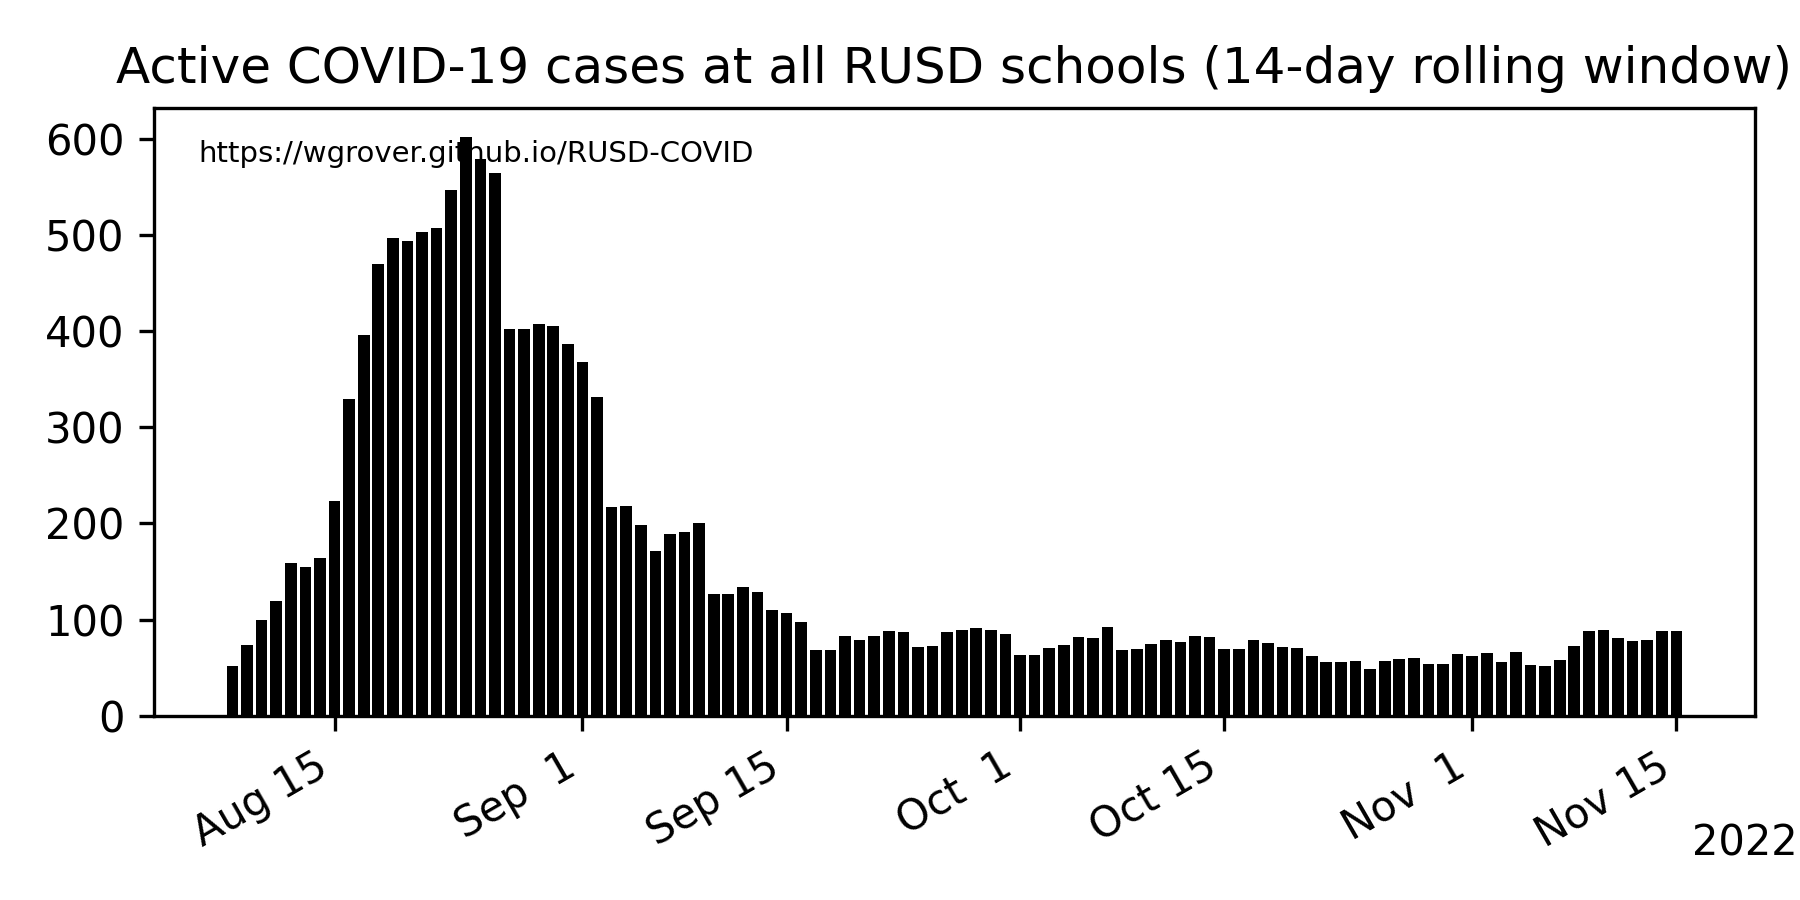 Active COVID-19 cases at all RUSD schools (14-day rolling window)
https://wgrover.github.io/RUSD-COVID
600
500
400
300
200
100
0
Aug 15
Sep  1
Sep 15
Oct  1
Oct 15
Nov  1
Nov 15
2022